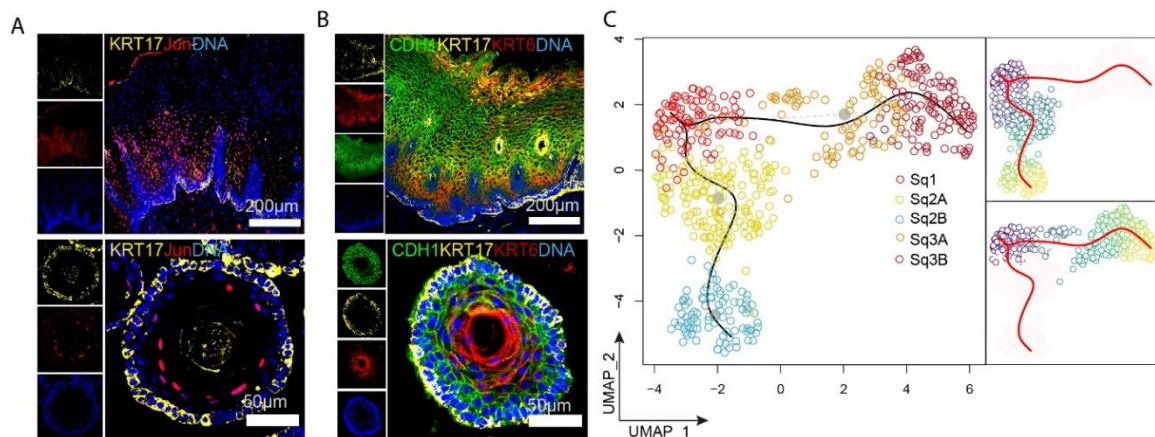 A
KRT17JunDNA
200μm
KRT17JunDNA
50μm
B
CDH1KRT17KRT6DNA
200μm
CDH1KRT17KRT6DNA
50μm
C
4
2
0
−2
−4
Sq1
Sq2A
Sq2B
Sq3A
Sq3B
−4
−2
0
2
4
6
UMAP_2
UMAP_1